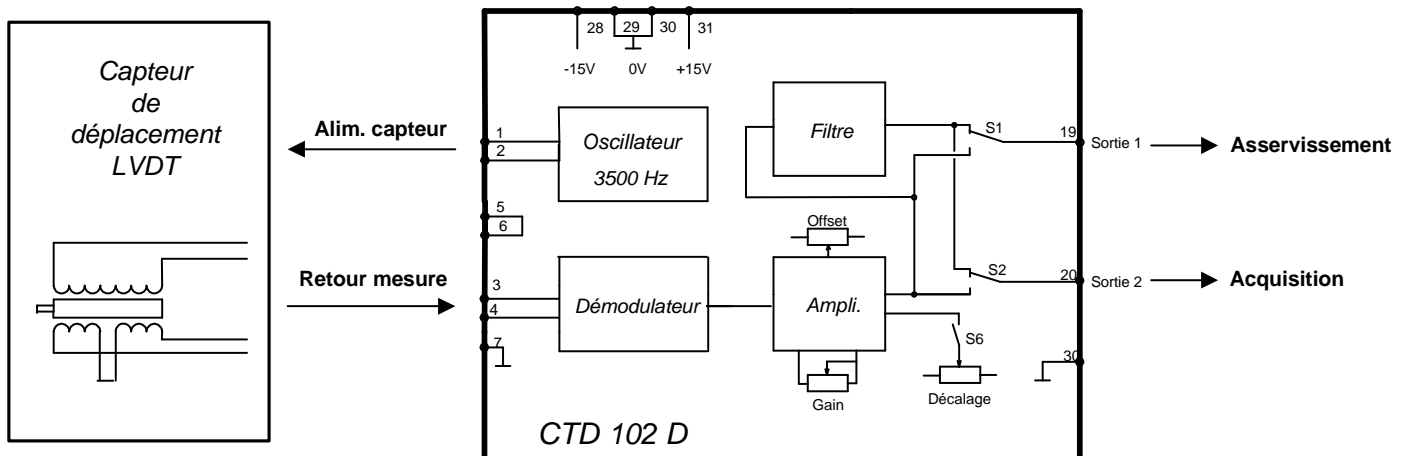 Capteur
de
déplacement
LVDT
Alim. capteur
Retour mesure
28
29
30
31
-15V
0V
+15V
1
2
5
6
3
4
7
Oscillateur
3500 Hz
Démodulateur
Filtre
Offset
Ampli.
Gain
S1
S2
S6
Décalage
19
20
30
Sortie 1
Sortie 2
Asservissement
Acquisition
CTD 102 D